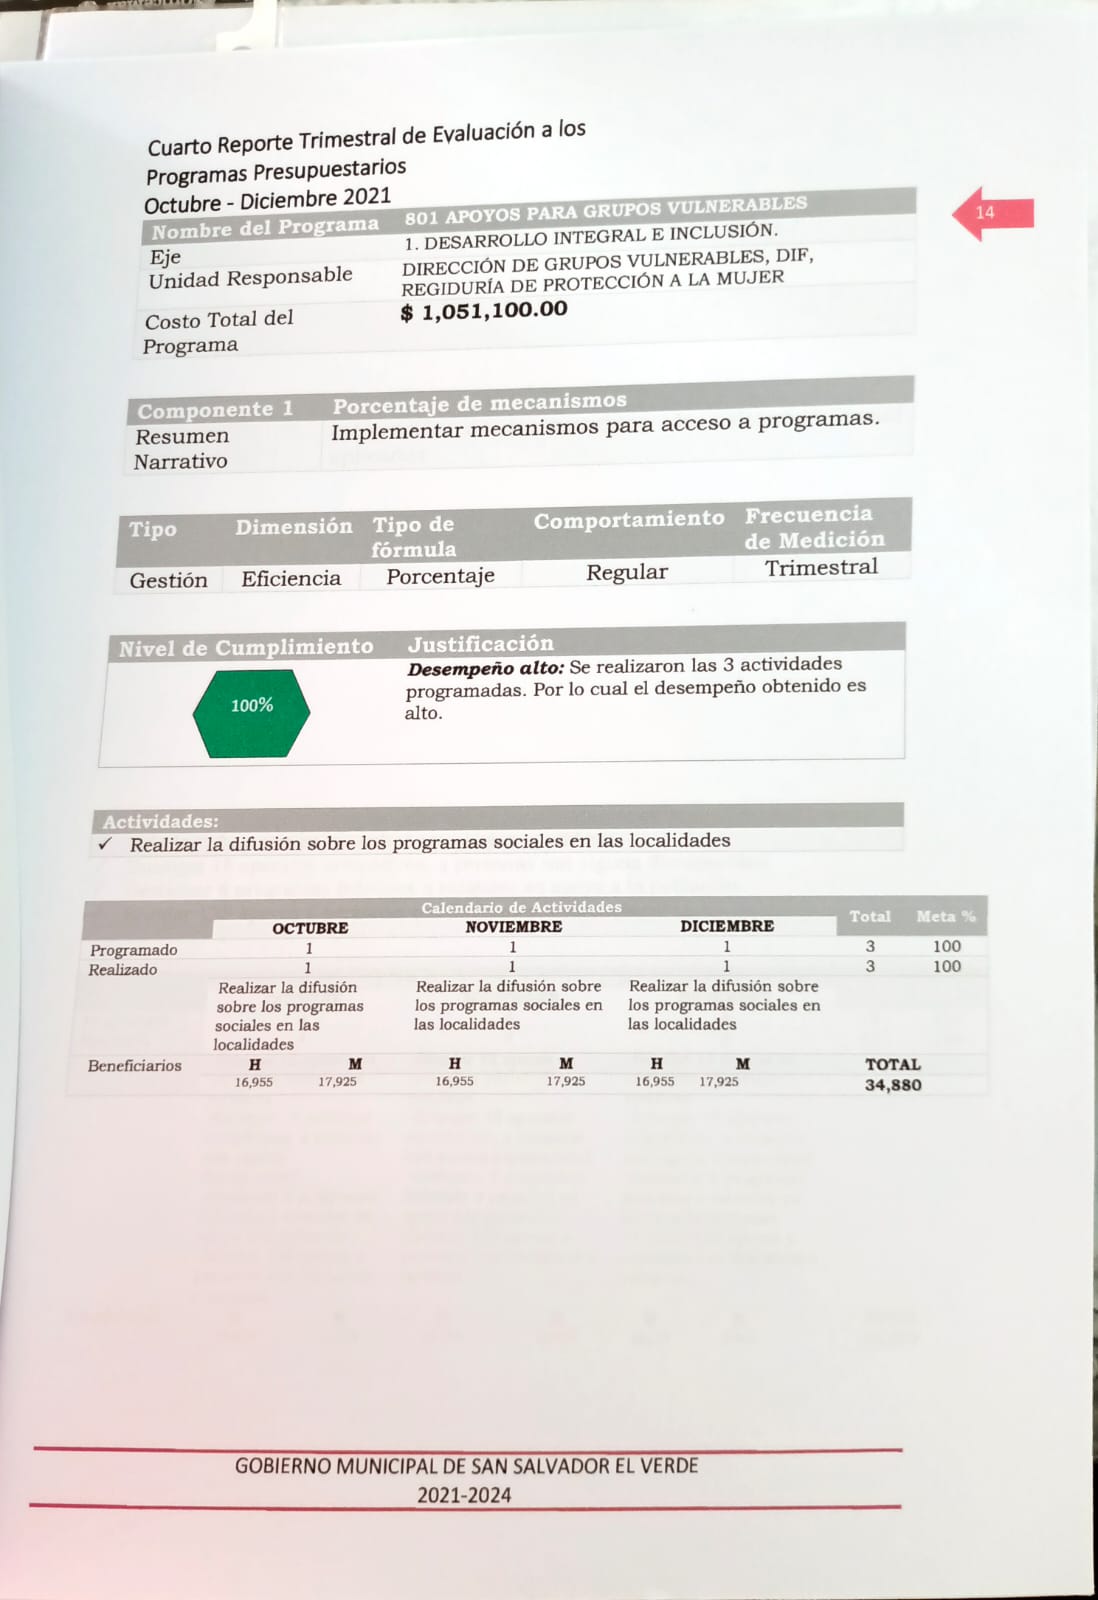 Cuarto Reporte Trimestral de Evaluación a los
Programas Presupuestarios
Octubre - Diciembre 2021
14
Nombre del Programa 801 APOYOS PARA GRUPOS VULNERABLES
Eje 1. DESARROLLO INTEGRAL E INCLUSIÓN.
Unidad Responsable DIRECCIÓN DE GRUPOS VULNERABLES, DIF,
REGIDURÍA DE PROTECCIÓN A LA MUJER
Costo Total del $ 1,051,100.00
Programa
Componente 1 Porcentaje de mecanismos
Resumen Implementar mecanismos para acceso a programas.
Narrativo
Tipo Dimensión Tipo de Comportamiento Frecuencia
fórmula de Medición
Gestión Eficiencia Porcentaje Regular Trimestral
Nivel de Cumplimiento Justificación
Desempeño alto: Se realizaron las 3 actividades
100% programadas. Por lo cual el desempeño obtenido es
alto.
Actividades:
✓ Realizar la difusión sobre los programas sociales en las localidades
Calendario de Actividades Total Meta %
OCTUBRE NOVIEMBRE DICIEMBRE
Programado 1 1 1 3 100
Realizado 1 1 1 3 100
Realizar la difusión Realizar la difusión sobre Realizar la difusión sobre
sobre los programas los programas sociales en los programas sociales en
sociales en las las localidades las localidades
localidades
Beneficiarios H M H M H M TOTAL
16,955 17,925 16,955 17,925 16,955 17,925 34,880
GOBIERNO MUNICIPAL DE SAN SALVADOR EL VERDE
2021-2024